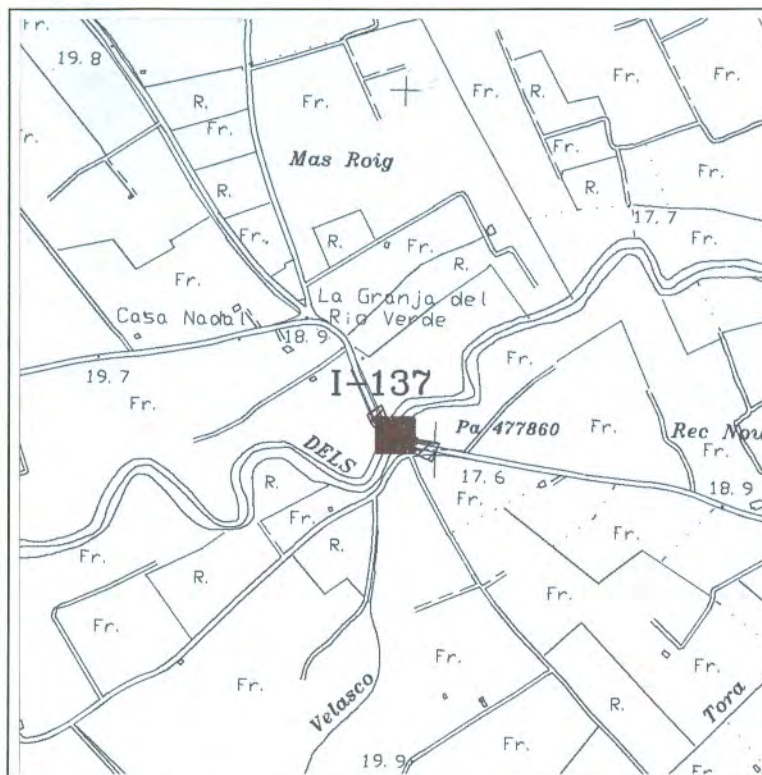 Fr.
19.8
Fr.
Fr.
Fr.
R.
Fr.
Fr.
R.
Fr.
Mas Roig
Fr.
R.
Fr.
R.
17.7
Fr.
R.
Fr.
Fr.
R.
Fr.
La Granja del
Rio Verde
Casa Nadal
18.9
19.7
Fr.
I-137
Fr.
Pa 477860
Fr.
Rec Nou
Fr.
DELS
R.
17.6
18.9
Fr.
Fr.
R.
Fr.
R.
Fr.
Fr.
Fr.
Fr.
Fr.
Velasco
R.
Tora
19.9
Fr.
Fr.